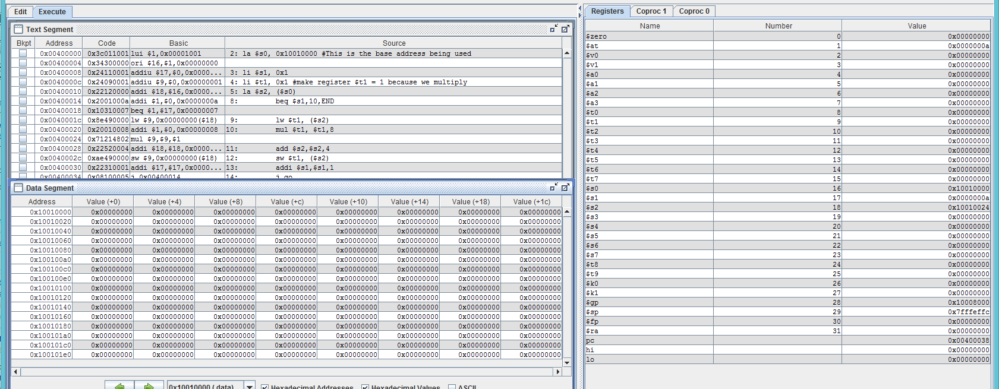 Edit Execute
Text Segment
Bkpt Address Code Basic Source
0x00400000 0x3c011001 lui $1,0x00001001 2: la $s0, 0x10010000 #This is the base address being used
0x00400004 0x34300000 ori $16,$1,0x00000000
0x00400008 0x24110001 addiu $17,$0,0x0000... 3: li $s1, 0x1
0x0040000c 0x24090001 addiu $9,$0,0x00000001 4: li $t1, 0x1 #make register $t1 = 1 because we multiply
0x00400010 0x22120000 addi $18,$16,0x0000... 5: la $s2, ($s0)
0x00400014 0x2001000a addi $1,$0,0x0000000a 8: beq $s1,10,END
0x00400018 0x10310007 beq $1,$17,0x00000007
0x0040001c 0x8e490000 lw $9,0x00000000($18) 9: lw $t1, ($s2)
0x00400020 0x20010008 addi $1,$0,0x00000008 10: mul $t1, $t1,8
0x00400024 0x71214802 mul $9,$9,$1
0x00400028 0x22520004 addi $18,$18,0x0000... 11: add $s2,$s2,4
0x0040002c 0xae490000 sw $9,0x00000000($18) 12: sw $t1, ($s2)
0x00400030 0x22310001 addi $17,$17,0x0000... 13: addi $s1,$s1,1
0x00400034 0x08100005 j 0x00400014 14: j go
Data Segment
Address Value (+0) Value (+4) Value (+8) Value (+c) Value (+10) Value (+14) Value (+18) Value (+1c)
0x10010000 0x00000000 0x00000000 0x00000000 0x00000000 0x00000000 0x00000000 0x00000000 0x00000000
0x10010020 0x00000000 0x00000000 0x00000000 0x00000000 0x00000000 0x00000000 0x00000000 0x00000000
0x10010040 0x00000000 0x00000000 0x00000000 0x00000000 0x00000000 0x00000000 0x00000000 0x00000000
0x10010060 0x00000000 0x00000000 0x00000000 0x00000000 0x00000000 0x00000000 0x00000000 0x00000000
0x10010080 0x00000000 0x00000000 0x00000000 0x00000000 0x00000000 0x00000000 0x00000000 0x00000000
0x100100a0 0x00000000 0x00000000 0x00000000 0x00000000 0x00000000 0x00000000 0x00000000 0x00000000
0x100100c0 0x00000000 0x00000000 0x00000000 0x00000000 0x00000000 0x00000000 0x00000000 0x00000000
0x100100e0 0x00000000 0x00000000 0x00000000 0x00000000 0x00000000 0x00000000 0x00000000 0x00000000
0x10010100 0x00000000 0x00000000 0x00000000 0x00000000 0x00000000 0x00000000 0x00000000 0x00000000
0x10010120 0x00000000 0x00000000 0x00000000 0x00000000 0x00000000 0x00000000 0x00000000 0x00000000
0x10010140 0x00000000 0x00000000 0x00000000 0x00000000 0x00000000 0x00000000 0x00000000 0x00000000
0x10010160 0x00000000 0x00000000 0x00000000 0x00000000 0x00000000 0x00000000 0x00000000 0x00000000
0x10010180 0x00000000 0x00000000 0x00000000 0x00000000 0x00000000 0x00000000 0x00000000 0x00000000
0x100101a0 0x00000000 0x00000000 0x00000000 0x00000000 0x00000000 0x00000000 0x00000000 0x00000000
0x100101c0 0x00000000 0x00000000 0x00000000 0x00000000 0x00000000 0x00000000 0x00000000 0x00000000
0x100101e0 0x00000000 0x00000000 0x00000000 0x00000000 0x00000000 0x00000000 0x00000000 0x00000000
0x10010000 (.data) Hexadecimal Addresses Hexadecimal Values ASCII
Registers Coproc 1 Coproc 0
Name Number Value
$zero 0 0x00000000
$at 1 0x0000000a
$v0 2 0x00000000
$v1 3 0x00000000
$a0 4 0x00000000
$a1 5 0x00000000
$a2 6 0x00000000
$a3 7 0x00000000
$t0 8 0x00000000
$t1 9 0x00000000
$t2 10 0x00000000
$t3 11 0x00000000
$t4 12 0x00000000
$t5 13 0x00000000
$t6 14 0x00000000
$t7 15 0x00000000
$s0 16 0x10010000
$s1 17 0x0000000a
$s2 18 0x10010024
$s3 19 0x00000000
$s4 20 0x00000000
$s5 21 0x00000000
$s6 22 0x00000000
$s7 23 0x00000000
$t8 24 0x00000000
$t9 25 0x00000000
$k0 26 0x00000000
$k1 27 0x00000000
$gp 28 0x10008000
$sp 29 0x7fffeffc
$fp 30 0x00000000
$ra 31 0x00000000
pc 0x00400038
hi 0x00000000
lo 0x00000000